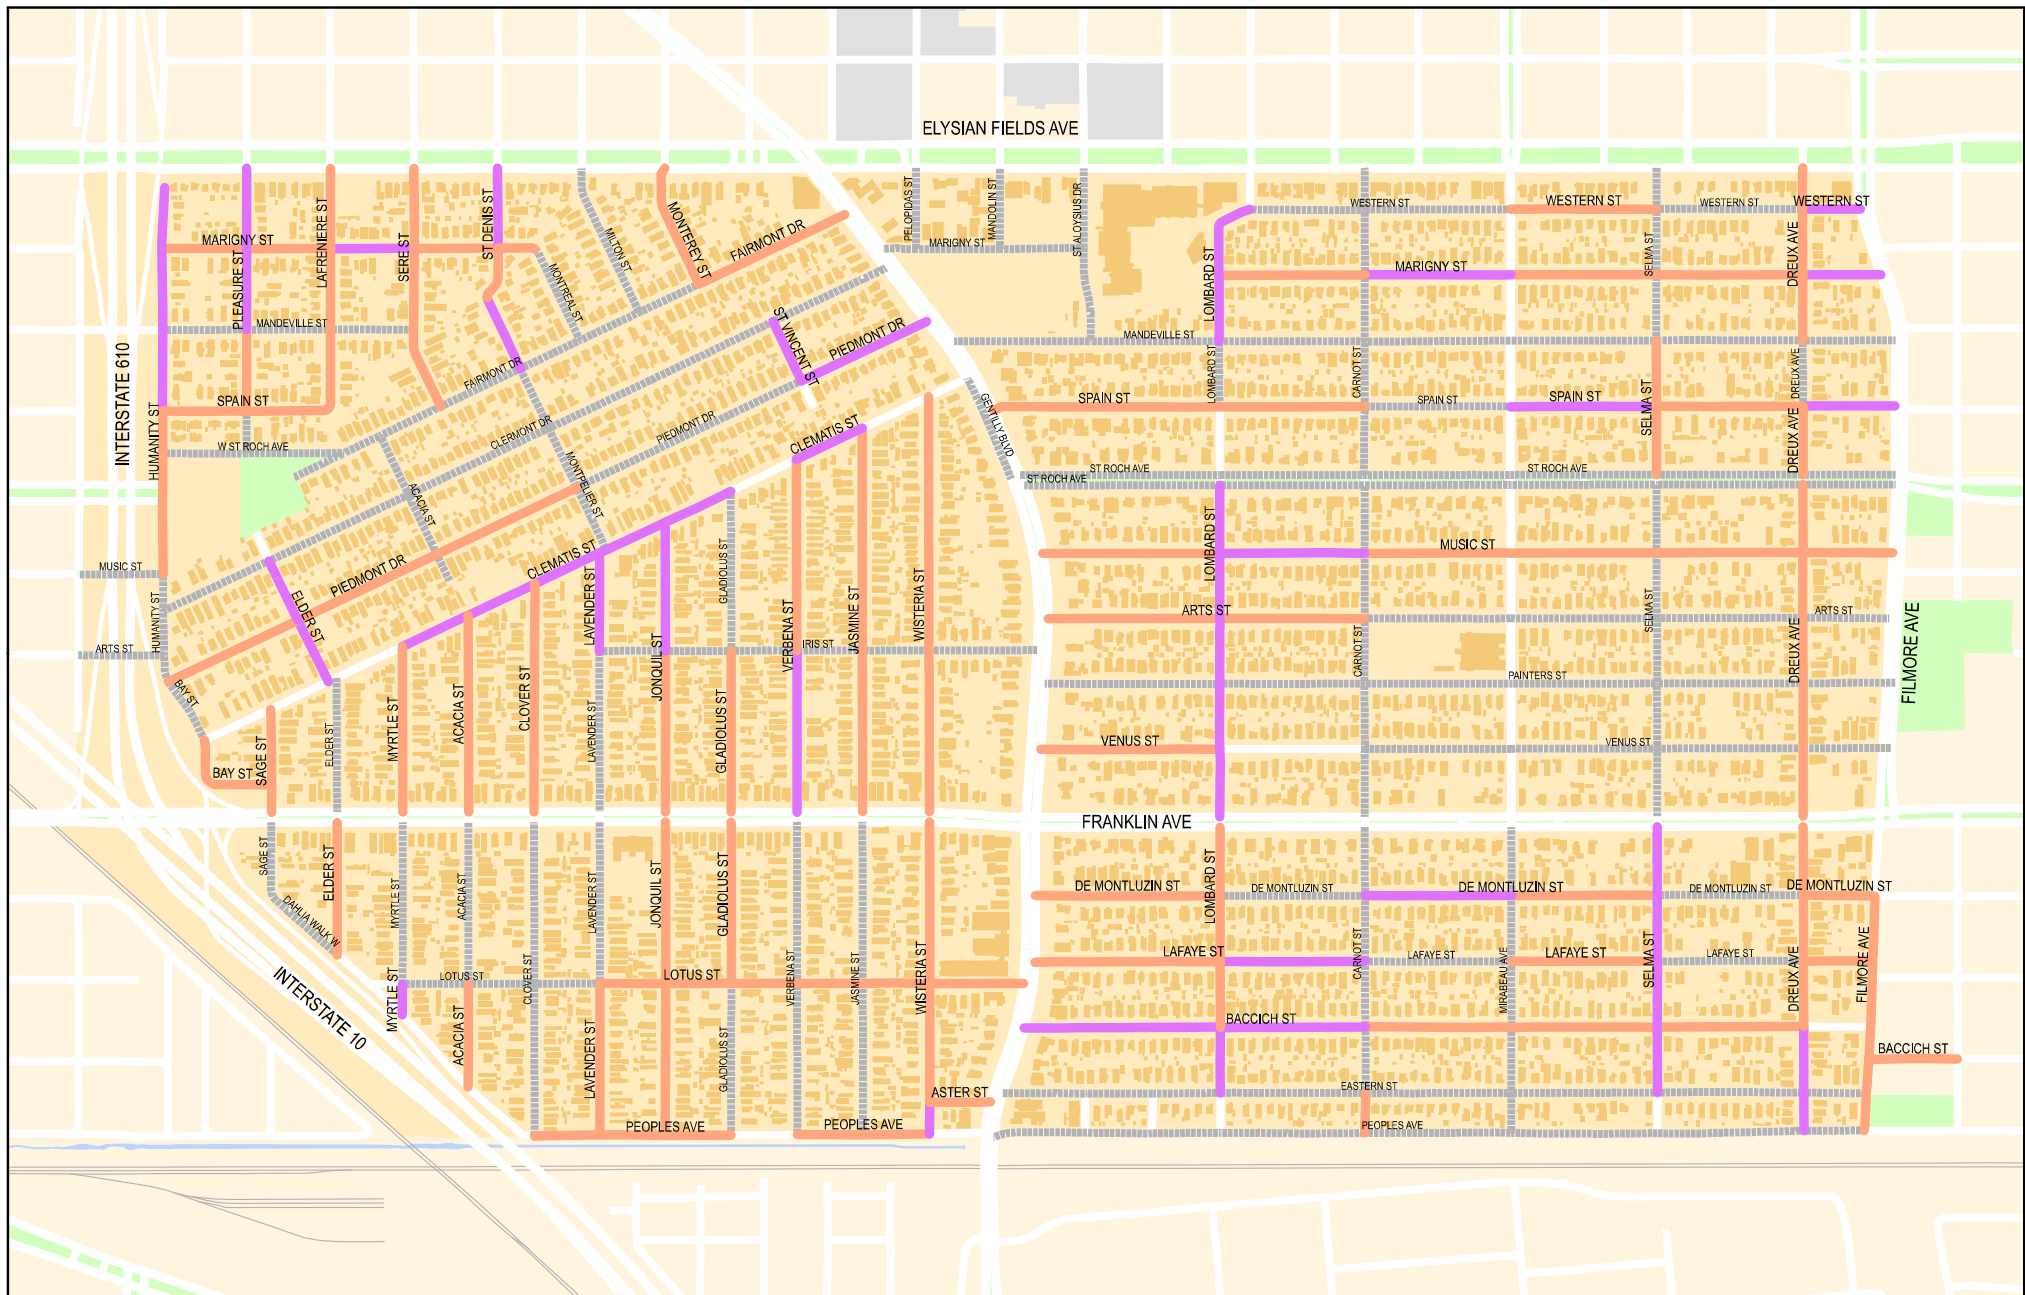 ELYSIAN FIELDS AVE
PELOPIDAS ST
MANDOLIN ST
ST ALOYSIUS DR
WESTERN ST
WESTERN ST
WESTERN ST
WESTERN ST
MARIGNY ST
PLEASURE ST
LAFRENIERE ST
SERE ST
ST DENIS ST
MONTREAL ST
MILTON ST
MONTEREY ST
FAIRMONT DR
MARIGNY ST
LOMBARD ST
MARIGNY ST
SELMA ST
DREUX AVE
MANDEVILLE ST
ST VINCENT ST
PIEDMONT DR
MANDEVILLE ST
INTERSTATE 610
HUMANITY ST
SPAIN ST
FAIRMONT DR
CLERMONT DR
PIEDMONT DR
CLEMATIS ST
GENTILLY BLVD
SPAIN ST
LOMBARD ST
CARNOT ST
SPAIN ST
SPAIN ST
SELMA ST
DREUX AVE
DREUX AVE
W ST ROCH AVE
ACACIA ST
MONTPELIER ST
ST ROCH AVE
ST ROCH AVE
ST ROCH AVE
MUSIC ST
HUMANITY ST
ARTS ST
BAY ST
ELDER ST
PIEDMONT DR
CLEMATIS ST
LAVENDER ST
JONQUIL ST
GLADIOLUS ST
VERBENA ST
IRIS ST
JASMINE ST
WISTERIA ST
LOMBARD ST
MUSIC ST
ARTS ST
CARNOT ST
SELMA ST
DREUX AVE
ARTS ST
PAINTERS ST
FILMORE AVE
VENUS ST
VENUS ST
BAY ST
SAGE ST
ELDER ST
MYRTLE ST
ACACIA ST
CLOVER ST
LAVENDER ST
GLADIOLUS ST
FRANKLIN AVE
SAGE ST
ELDER ST
DAHLIA WALK W
MYRTLE ST
ACACIA ST
LAVENDER ST
JONQUIL ST
GLADIOLUS ST
DE MONTLUZIN ST
LOMBARD ST
DE MONTLUZIN ST
DE MONTLUZIN ST
DE MONTLUZIN ST
DE MONTLUZIN ST
LAFAYE ST
CARNOT ST
LAFAYE ST
MIRABEAU AVE
LAFAYE ST
SELMA ST
LAFAYE ST
DREUX AVE
FILMORE AVE
INTERSTATE 10
MYRTLE ST
LOTUS ST
ACACIA ST
CLOVER ST
LAVENDER ST
LOTUS ST
GLADIOLUS ST
VERBENA ST
JASMINE ST
WISTERIA ST
BACCICH ST
BACCICH ST
ASTER ST
EASTERN ST
PEOPLES AVE
PEOPLES AVE
PEOPLES AVE